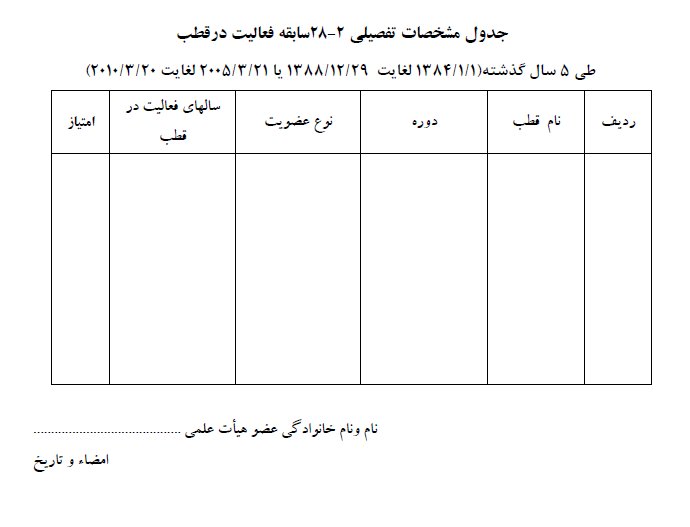 جدول مشخصات تفصیلی ۲-۲۸سابقه فعالیت درقطب
طی ۵ سال گذشته(۱۳۸۴/۱/۱ لغایت ۱۳۸۸/۱۲/۲۹ یا ۲۰۰۵/۳/۲۱ لغایت ۲۰۱۰/۳/۲۰)
ردیف
نام قطب
دوره
نوع عضویت
سالهای فعالیت در
قطب
امتیاز
نام ونام خانوادگی عضو هیأت علمی ..........................................
امضاء و تاریخ